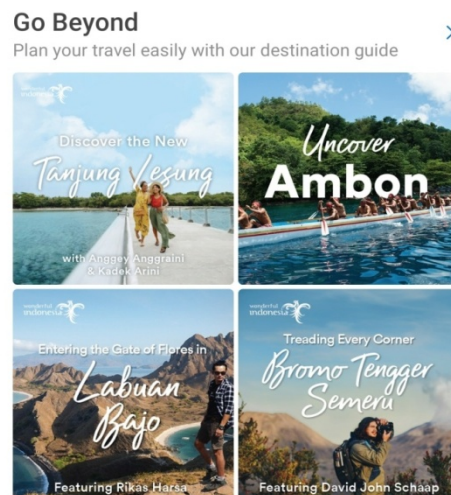 Go Beyond
Plan your travel easily with our destination guide
wonderful
indonesia
Discover the New
Tanjung Lesung
with Anggey Anggraini
& Kadek Arini
Uncover
Ambon
wonderful
indonesia
Entering the Gate of Flores in
Labuan
Bajo
Featuring Rikas Harsa
wonderful
indonesia
Treading Every Corner
Bromo Tengger
Semeru
Featuring David John Schaap